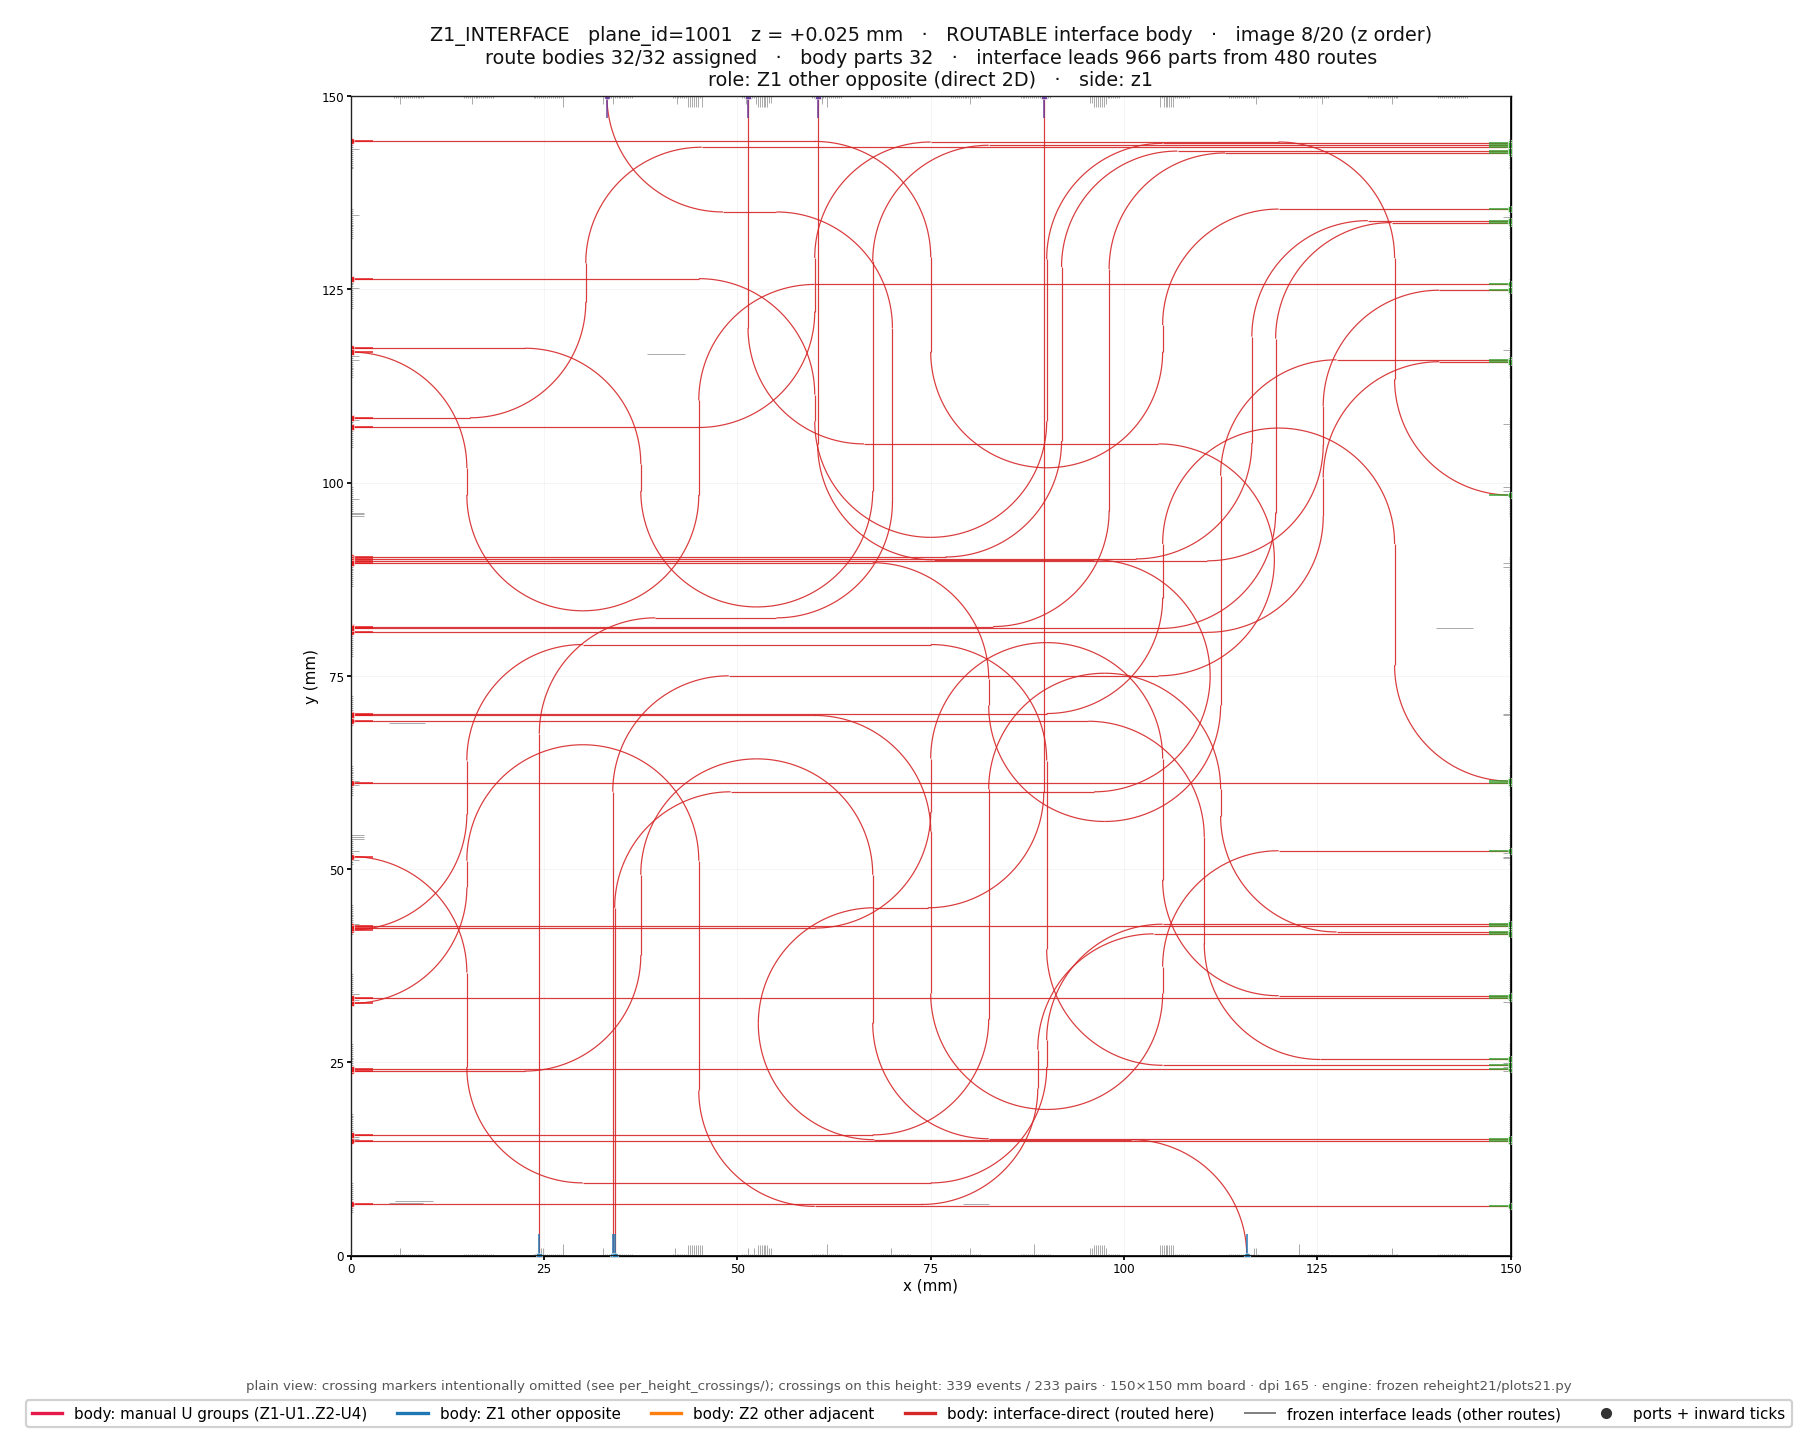 Z1_INTERFACE   plane_id=1001   z = +0.025 mm   ·   ROUTABLE interface body   ·   image 8/20 (z order)
route bodies 32/32 assigned   ·   body parts 32   ·   interface leads 966 parts from 480 routes
role: Z1 other opposite (direct 2D)   ·   side: z1
150
125
100
75
50
25
0
y (mm)
0 25 50 75 100 125 150
x (mm)
plain view: crossing markers intentionally omitted (see per_height_crossings/); crossings on this height: 339 events / 233 pairs · 150×150 mm board · dpi 165 · engine: frozen reheight21/plots21.py
body: manual U groups (Z1-U1..Z2-U4) body: Z1 other opposite body: Z2 other adjacent body: interface-direct (routed here) frozen interface leads (other routes) ports + inward ticks